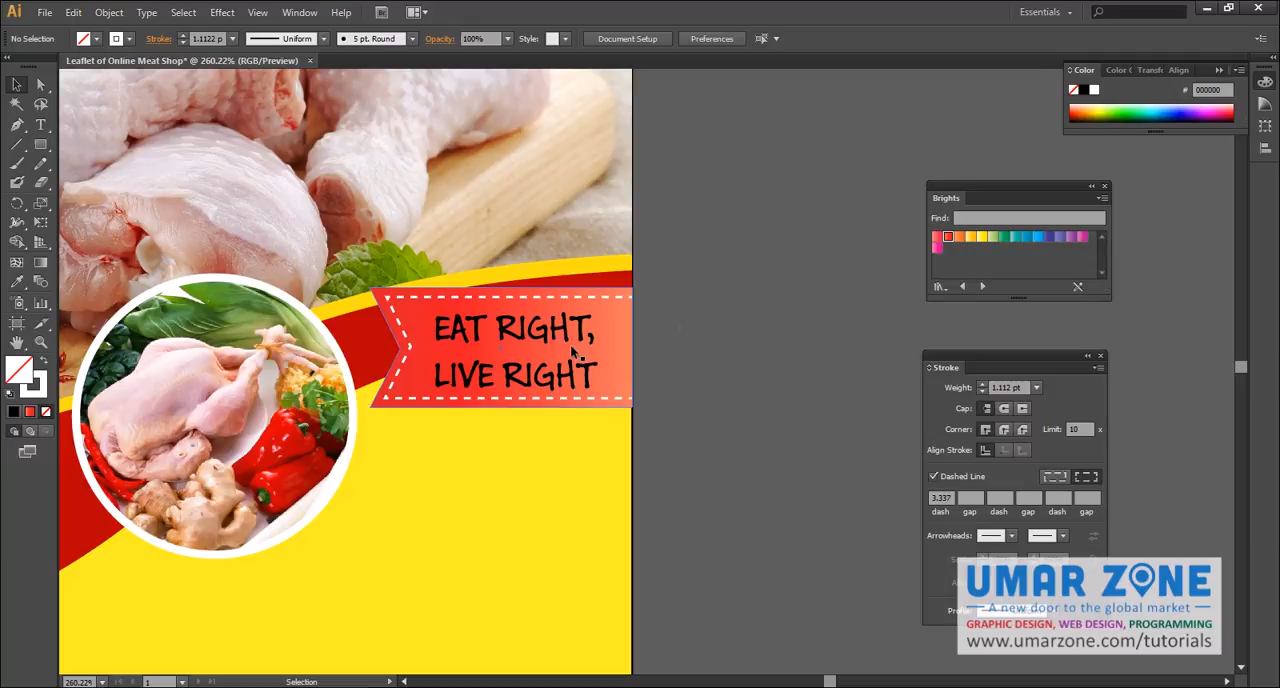 Ai File Edit Object Type Select Effect View Window Help Br Essentials
No Selection Stroke: 1.1122 p Uniform 5 pt. Round Opacity: 100% Style: Document Setup Preferences
Leaflet of Online Meat Shop* @ 260.22% (RGB/Preview) ×
Color Color Transf Align
# 000000
Brights
Find:
EAT RIGHT,
LIVE RIGHT
Stroke
Weight: 1.112 pt
Cap:
Corner: Limit: 10 x
Align Stroke:
Dashed Line
3.337
dash gap dash gap dash gap
Arrowheads:
UMAR ZONE
A new door to the global market
GRAPHIC DESIGN, WEB DESIGN, PROGRAMMING
www.umarzone.com/tutorials
260.229 1 Selection